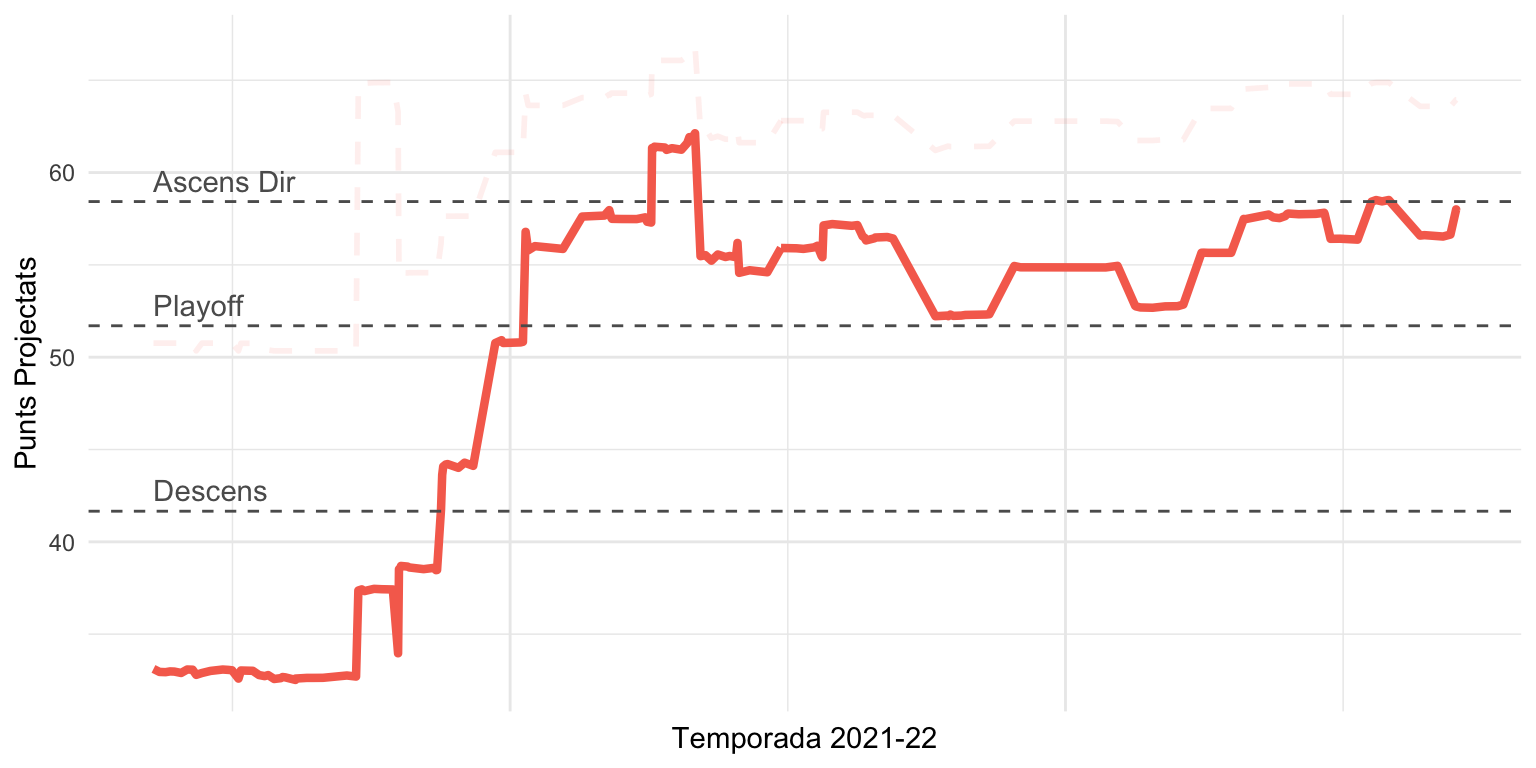 60
50
40
Ascens Dir
Playoff
Descens
Punts Projectats
Temporada 2021-22